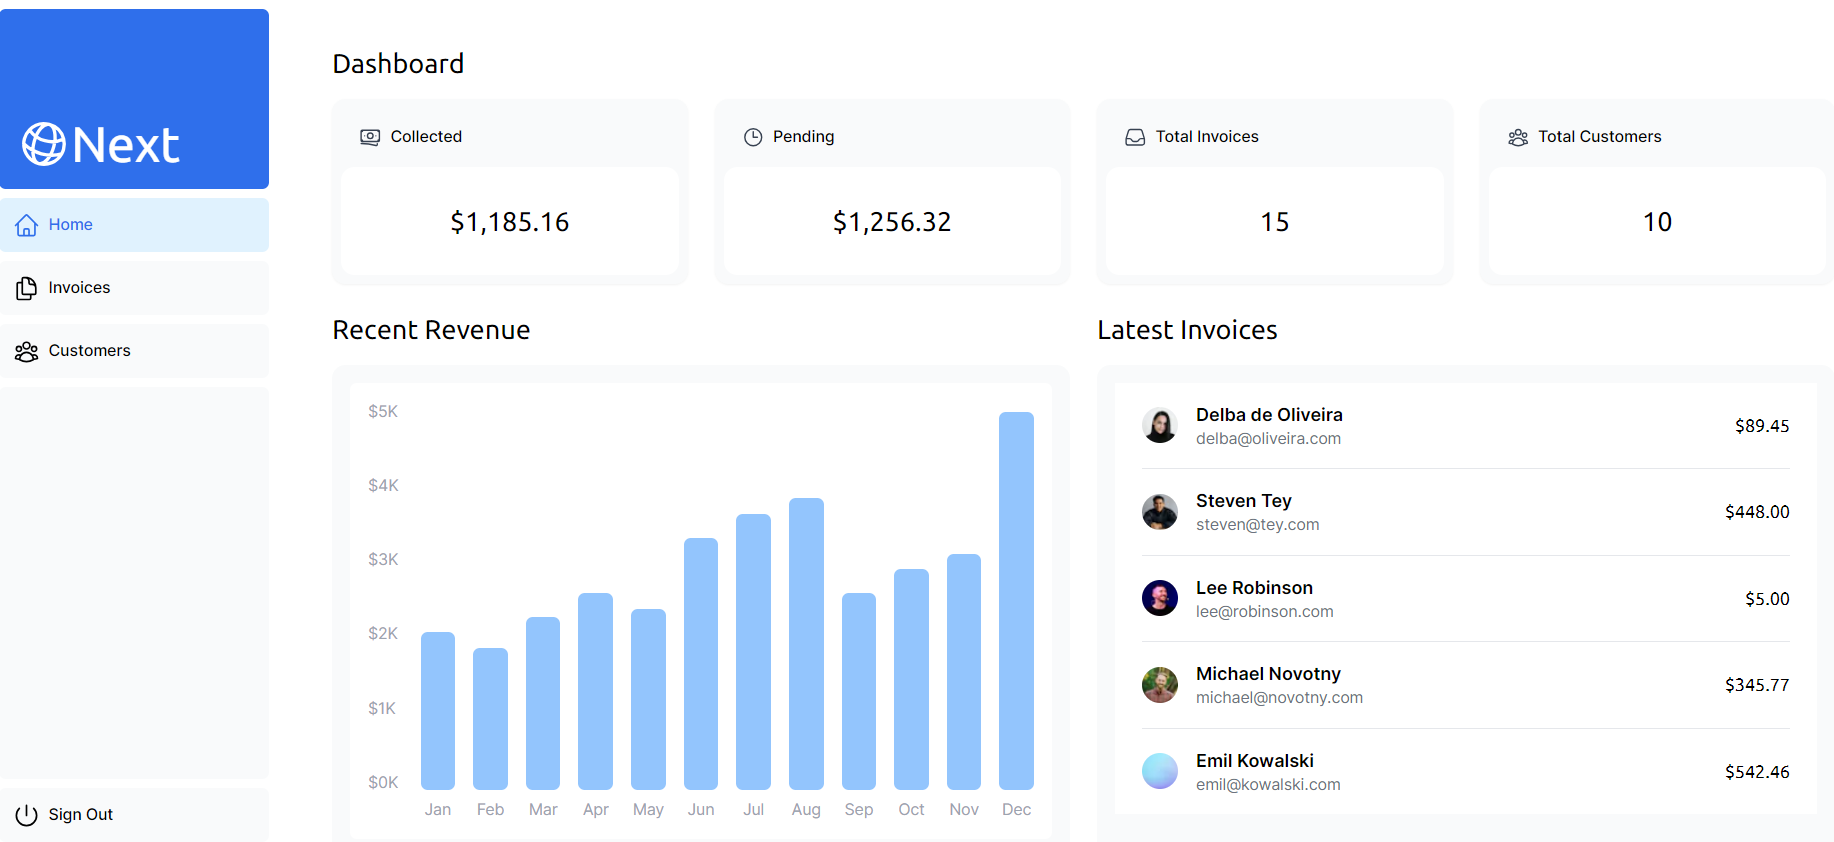 Next
Home
Invoices
Customers
Sign Out
Dashboard
Collected
$1,185.16
Pending
$1,256.32
Total Invoices
15
Total Customers
10
Recent Revenue
$5K
$4K
$3K
$2K
$1K
$0K
Jan Feb Mar Apr May Jun Jul Aug Sep Oct Nov Dec
Latest Invoices
Delba de Oliveira
delba@oliveira.com
$89.45
Steven Tey
steven@tey.com
$448.00
Lee Robinson
lee@robinson.com
$5.00
Michael Novotny
michael@novotny.com
$345.77
Emil Kowalski
emil@kowalski.com
$542.46